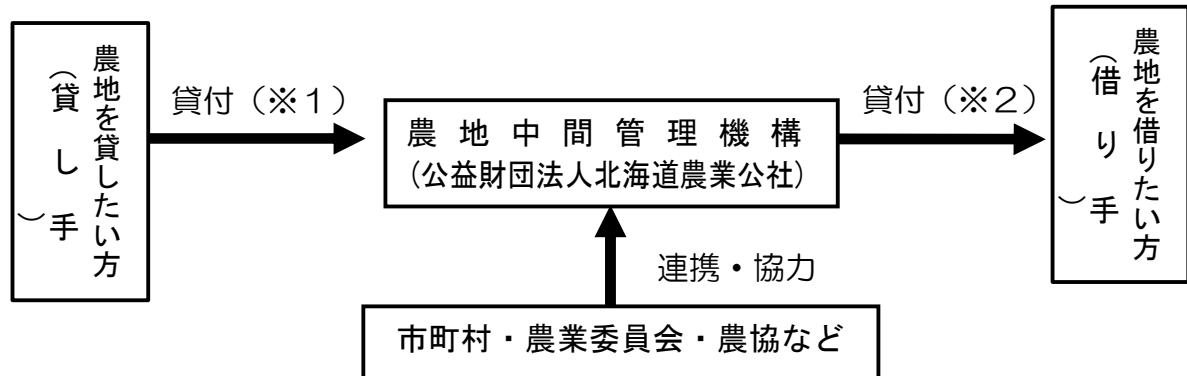 農地を貸したい方
（貸し手）
貸付（※１）
農地中間管理機構
(公益財団法人北海道農業公社)
貸付（※２）
農地を借りたい方
（借り手）
連携・協力
市町村・農業委員会・農協など